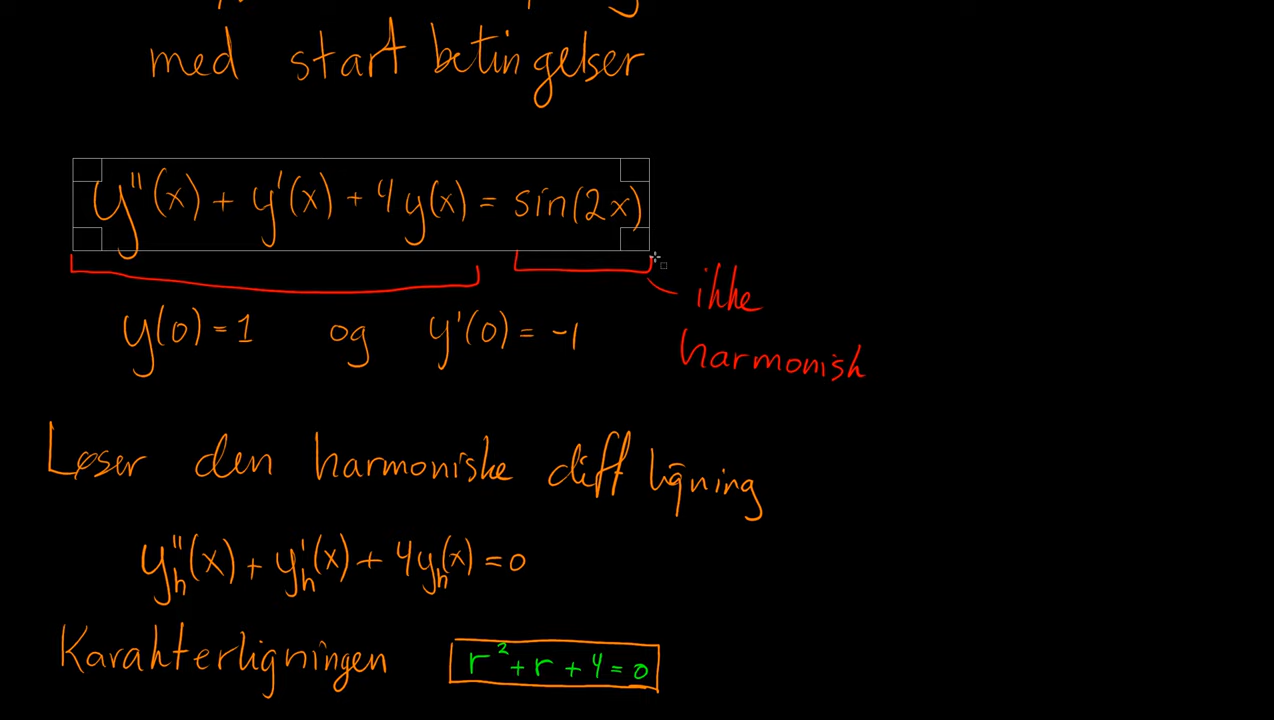 med start betingelser
y''(x) + y'(x) + 4y(x) = sin(2x)
ikke
harmonisk
y(0) = 1 og y'(0) = -1
Løser den harmoniske diff ligning
y_h''(x) + y_h'(x) + 4y_h(x) = 0
Karakterligningen r² + r + 4 = 0